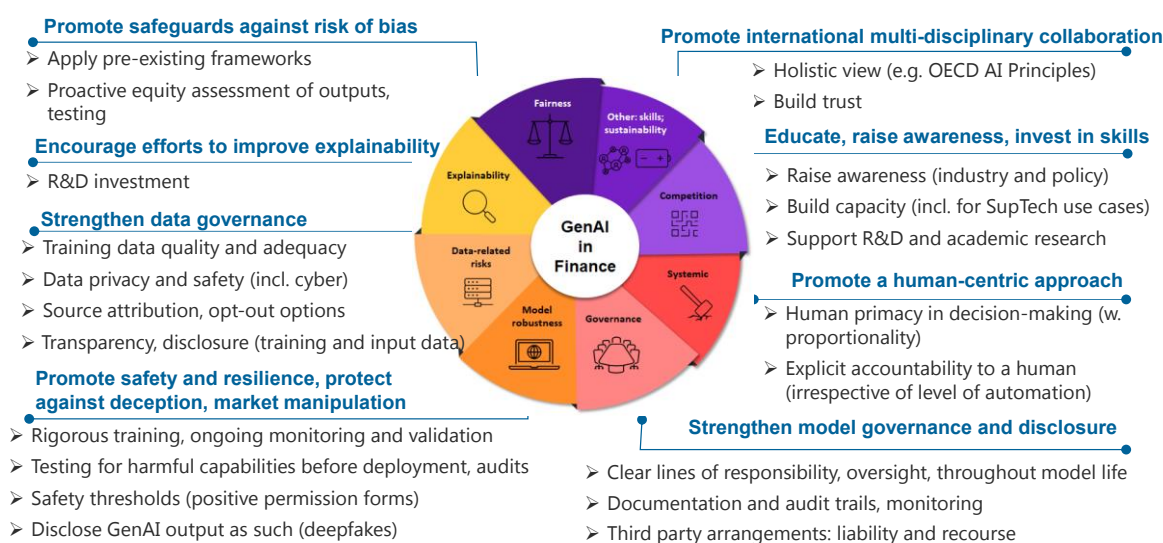 Promote safeguards against risk of bias
➢ Apply pre-existing frameworks
➢ Proactive equity assessment of outputs,
testing
Encourage efforts to improve explainability
➢ R&D investment
Strengthen data governance
➢ Training data quality and adequacy
➢ Data privacy and safety (incl. cyber)
➢ Source attribution, opt-out options
➢ Transparency, disclosure (training and input data)
Promote safety and resilience, protect
against deception, market manipulation
➢ Rigorous training, ongoing monitoring and validation
➢ Testing for harmful capabilities before deployment, audits
➢ Safety thresholds (positive permission forms)
➢ Disclose GenAI output as such (deepfakes)
Fairness
Other: skills;
sustainability
Explainability
Competition
GenAI
in
Finance
Data-related
risks
Systemic
Model
robustness
Governance
Promote international multi-disciplinary collaboration
➢ Holistic view (e.g. OECD AI Principles)
➢ Build trust
Educate, raise awareness, invest in skills
➢ Raise awareness (industry and policy)
➢ Build capacity (incl. for SupTech use cases)
➢ Support R&D and academic research
Promote a human-centric approach
➢ Human primacy in decision-making (w.
proportionality)
➢ Explicit accountability to a human
(irrespective of level of automation)
Strengthen model governance and disclosure
➢ Clear lines of responsibility, oversight, throughout model life
➢ Documentation and audit trails, monitoring
➢ Third party arrangements: liability and recourse